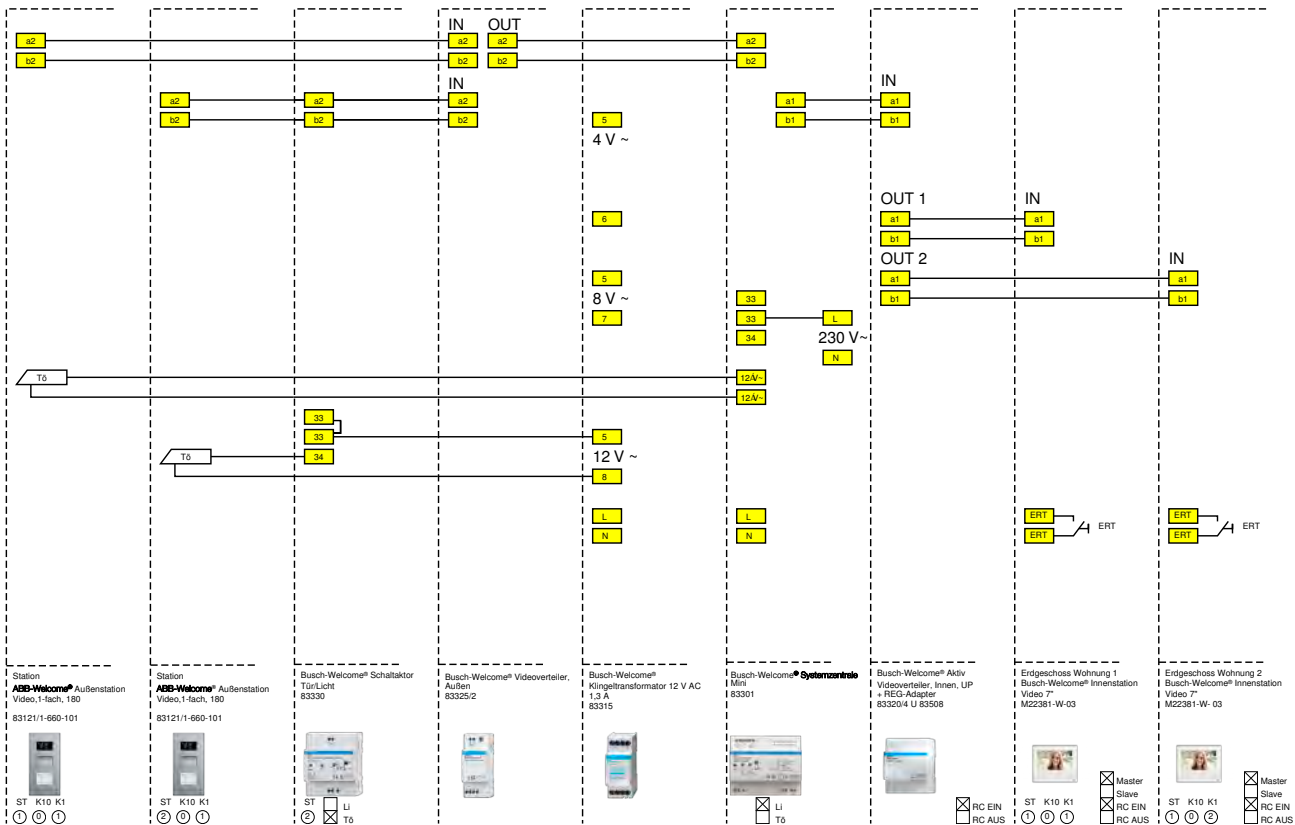 IN OUT
a2 a2 a2 a2
b2 b2 b2 b2
IN IN
a2 a2 a2 a1 a1
b2 b2 b2 5 b1 b1
4 V ~
OUT 1 IN
6 a1 a1
b1 b1
OUT 2 IN
5 a1 a1
8 V ~ 33 b1 b1
7 33 L
34 230 V~
N
Tö 12V~
12V~
33
33 5
Tö 34 12 V ~
8
L L ERT ERT
ERT ERT
N N ERT ERT
Station
ABB-Welcome® Außenstation
Video,1-fach, 180
83121/1-660-101
ST K10 K1
1 0 1
Station
ABB-Welcome® Außenstation
Video,1-fach, 180
83121/1-660-101
ST K10 K1
2 0 1
Busch-Welcome® Schaltaktor
Tür/Licht
83330
ST Li
2 Tö
Busch-Welcome® Videoverteiler,
Außen
83325/2
Busch-Welcome®
Klingeltransformator 12 V AC
1,3 A
83315
Busch-Welcome® Systemzentrale
Mini
83301
Li
Tö
Busch-Welcome® Aktiv
Videoverteiler, Innen, UP
+ REG-Adapter
83320/4 U 83508
RC EIN
RC AUS
Erdgeschoss Wohnung 1
Busch-Welcome® Innenstation
Video 7"
M22381-W-03
Master
Slave
RC EIN
RC AUS
ST K10 K1
1 0 1
Erdgeschoss Wohnung 2
Busch-Welcome® Innenstation
Video 7"
M22381-W- 03
Master
Slave
RC EIN
RC AUS
ST K10 K1
1 0 2